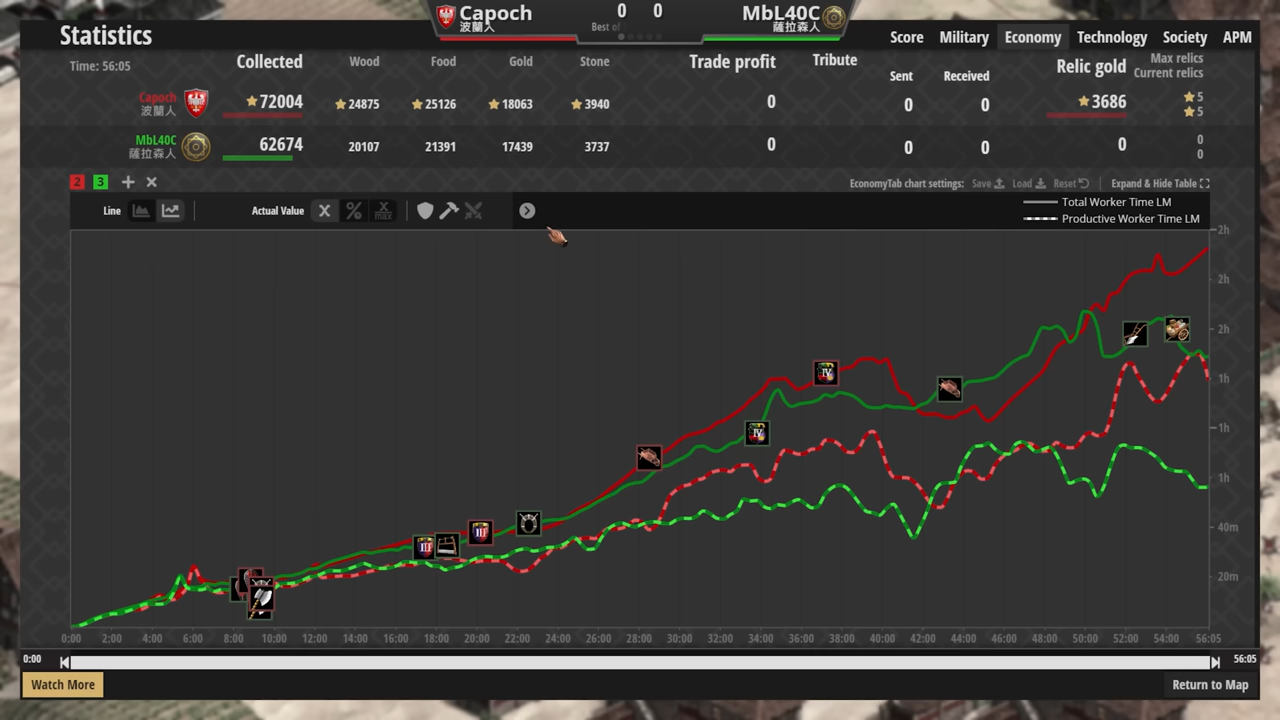 Capoch 0 0 MbL40C
波蘭人 Best of 薩拉森人
Statistics
Score Military Economy Technology Society APM
Time: 56:05
Collected Wood Food Gold Stone Trade profit Tribute Sent Received Relic gold Max relics
Current relics
Capoch
波蘭人
72004 24875 25126 18063 3940 0 0 0 3686 5
5
MbL40C
薩拉森人
62674 20107 21391 17439 3737 0 0 0 0 0
0
2 3 EconomyTab chart settings: Save Load Reset Expand & Hide Table
Line Actual Value X % X max
Total Worker Time LM
Productive Worker Time LM
2h
2h
2h
1h
1h
1h
40m
20m
IV
IV
III
III
0:00 2:00 4:00 6:00 8:00 10:00 12:00 14:00 16:00 18:00 20:00 22:00 24:00 26:00 28:00 30:00 32:00 34:00 36:00 38:00 40:00 42:00 44:00 46:00 48:00 50:00 52:00 54:00 56:05
0:00 56:05
Watch More Return to Map